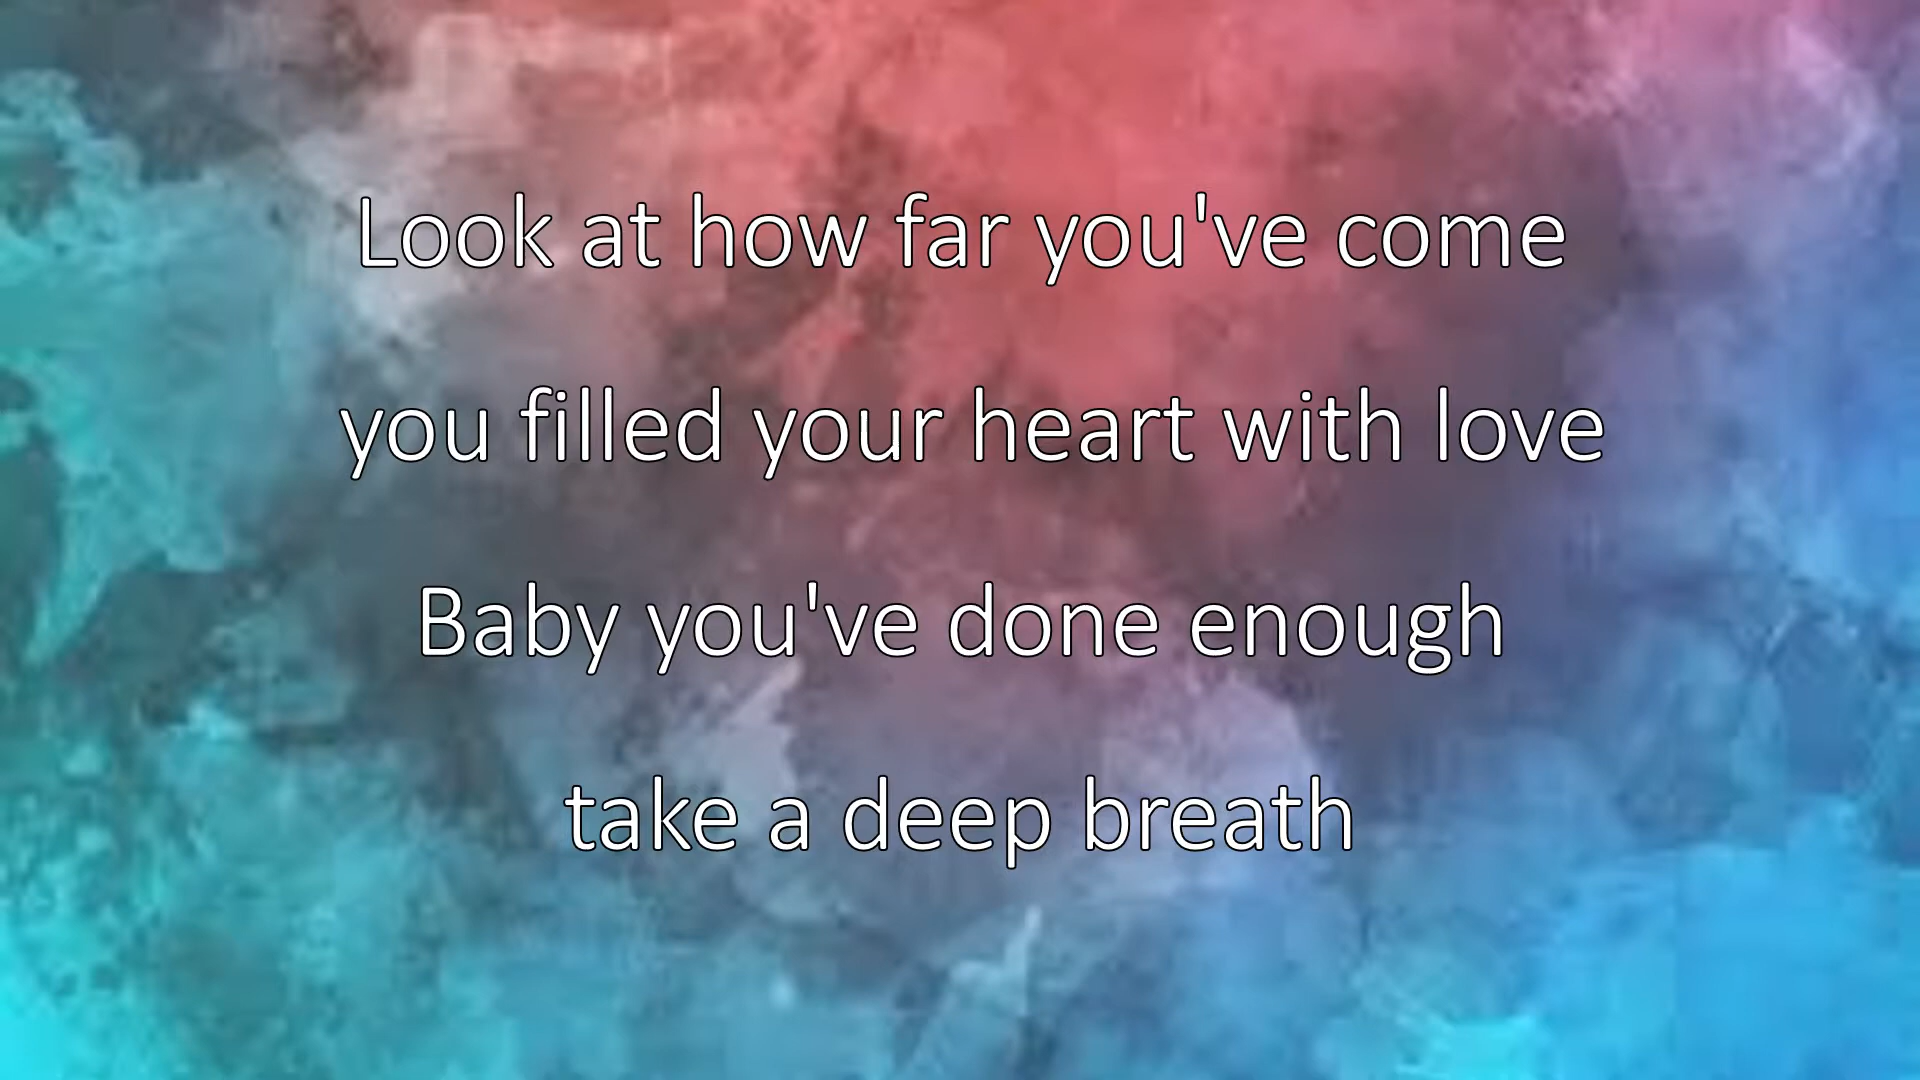 Look at how far you've come
you filled your heart with love
Baby you've done enough
take a deep breath